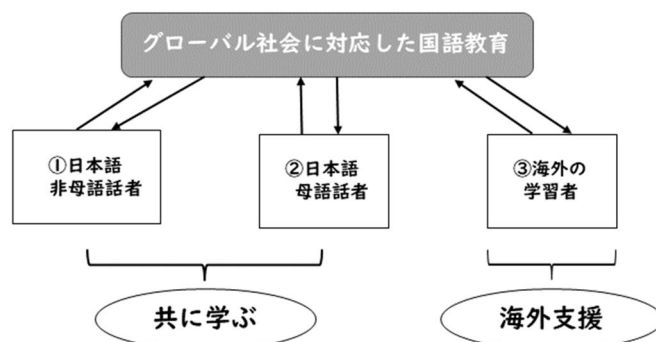 グローバル社会に対応した国語教育
①日本語
非母語話者
②日本語
母語話者
③海外の
学習者
共に学ぶ
海外支援